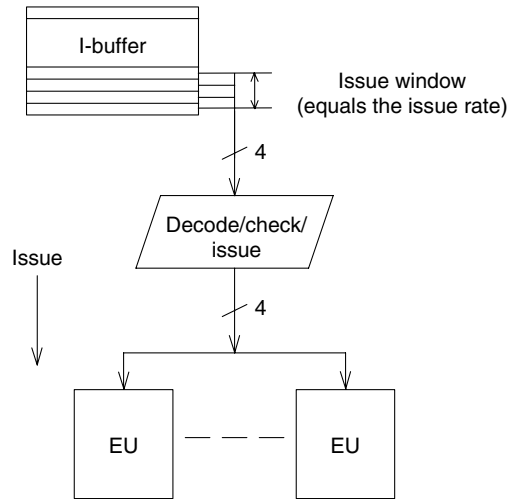 I-buffer
Issue window
(equals the issue rate)
4
Decode/check/
issue
Issue
4
EU
EU